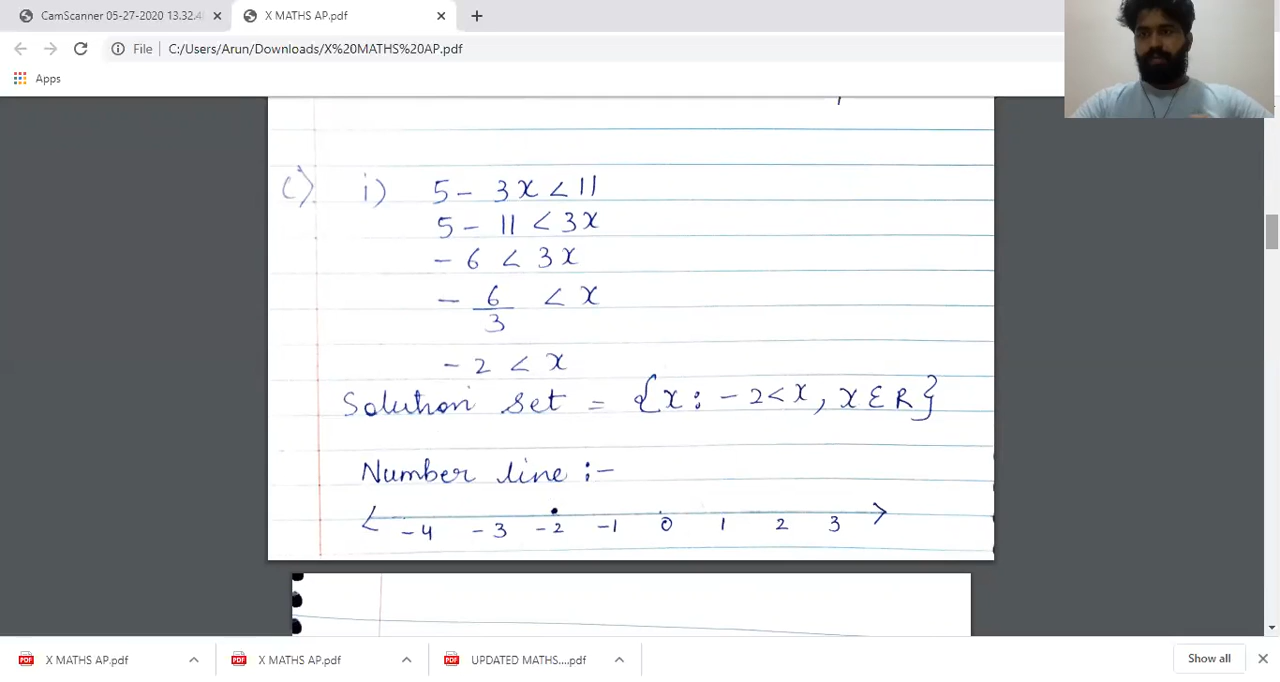 CamScanner 05-27-2020 13.32.4
X MATHS AP.pdf
File C:/Users/Arun/Downloads/X%20MATHS%20AP.pdf
Apps
C) i) 5 - 3x < 11
5 - 11 < 3x
- 6 < 3x
- 6/3 < x
- 2 < x
Solution set = {x : - 2 < x, x ε R}
Number line :-
-4 -3 -2 -1 0 1 2 3
X MATHS AP.pdf X MATHS AP.pdf UPDATED MATHS....pdf Show all